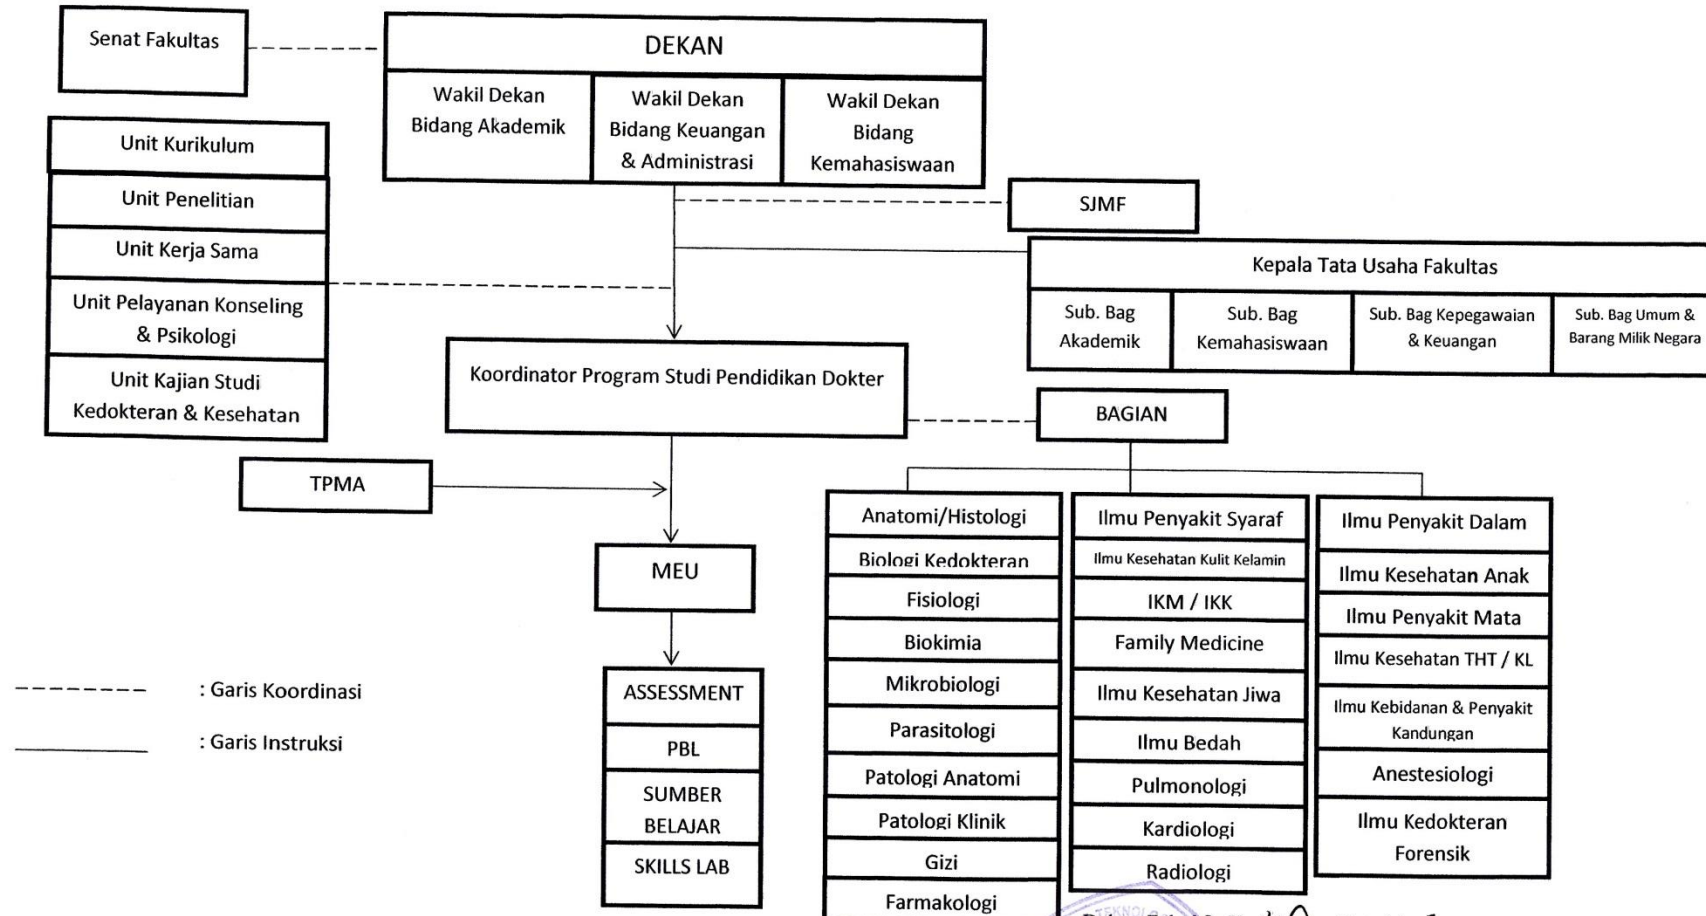 Senat Fakultas
DEKAN
Wakil Dekan
Bidang Akademik
Wakil Dekan
Bidang Keuangan
& Administrasi
Wakil Dekan
Bidang
Kemahasiswaan
Unit Kurikulum
Unit Penelitian
Unit Kerja Sama
Unit Pelayanan Konseling
& Psikologi
Unit Kajian Studi
Kedokteran & Kesehatan
SJMF
Kepala Tata Usaha Fakultas
Sub. Bag
Akademik
Sub. Bag
Kemahasiswaan
Sub. Bag Kepegawaian
& Keuangan
Sub. Bag Umum &
Barang Milik Negara
Koordinator Program Studi Pendidikan Dokter
BAGIAN
TPMA
MEU
ASSESSMENT
PBL
SUMBER
BELAJAR
SKILLS LAB
Anatomi/Histologi
Biologi Kedokteran
Fisiologi
Biokimia
Mikrobiologi
Parasitologi
Patologi Anatomi
Patologi Klinik
Gizi
Farmakologi
Ilmu Penyakit Syaraf
Ilmu Kesehatan Kulit Kelamin
IKM / IKK
Family Medicine
Ilmu Kesehatan Jiwa
Ilmu Bedah
Pulmonologi
Kardiologi
Radiologi
Ilmu Penyakit Dalam
Ilmu Kesehatan Anak
Ilmu Penyakit Mata
Ilmu Kesehatan THT / KL
Ilmu Kebidanan & Penyakit
Kandungan
Anestesiologi
Ilmu Kedokteran
Forensik
: Garis Koordinasi
: Garis Instruksi